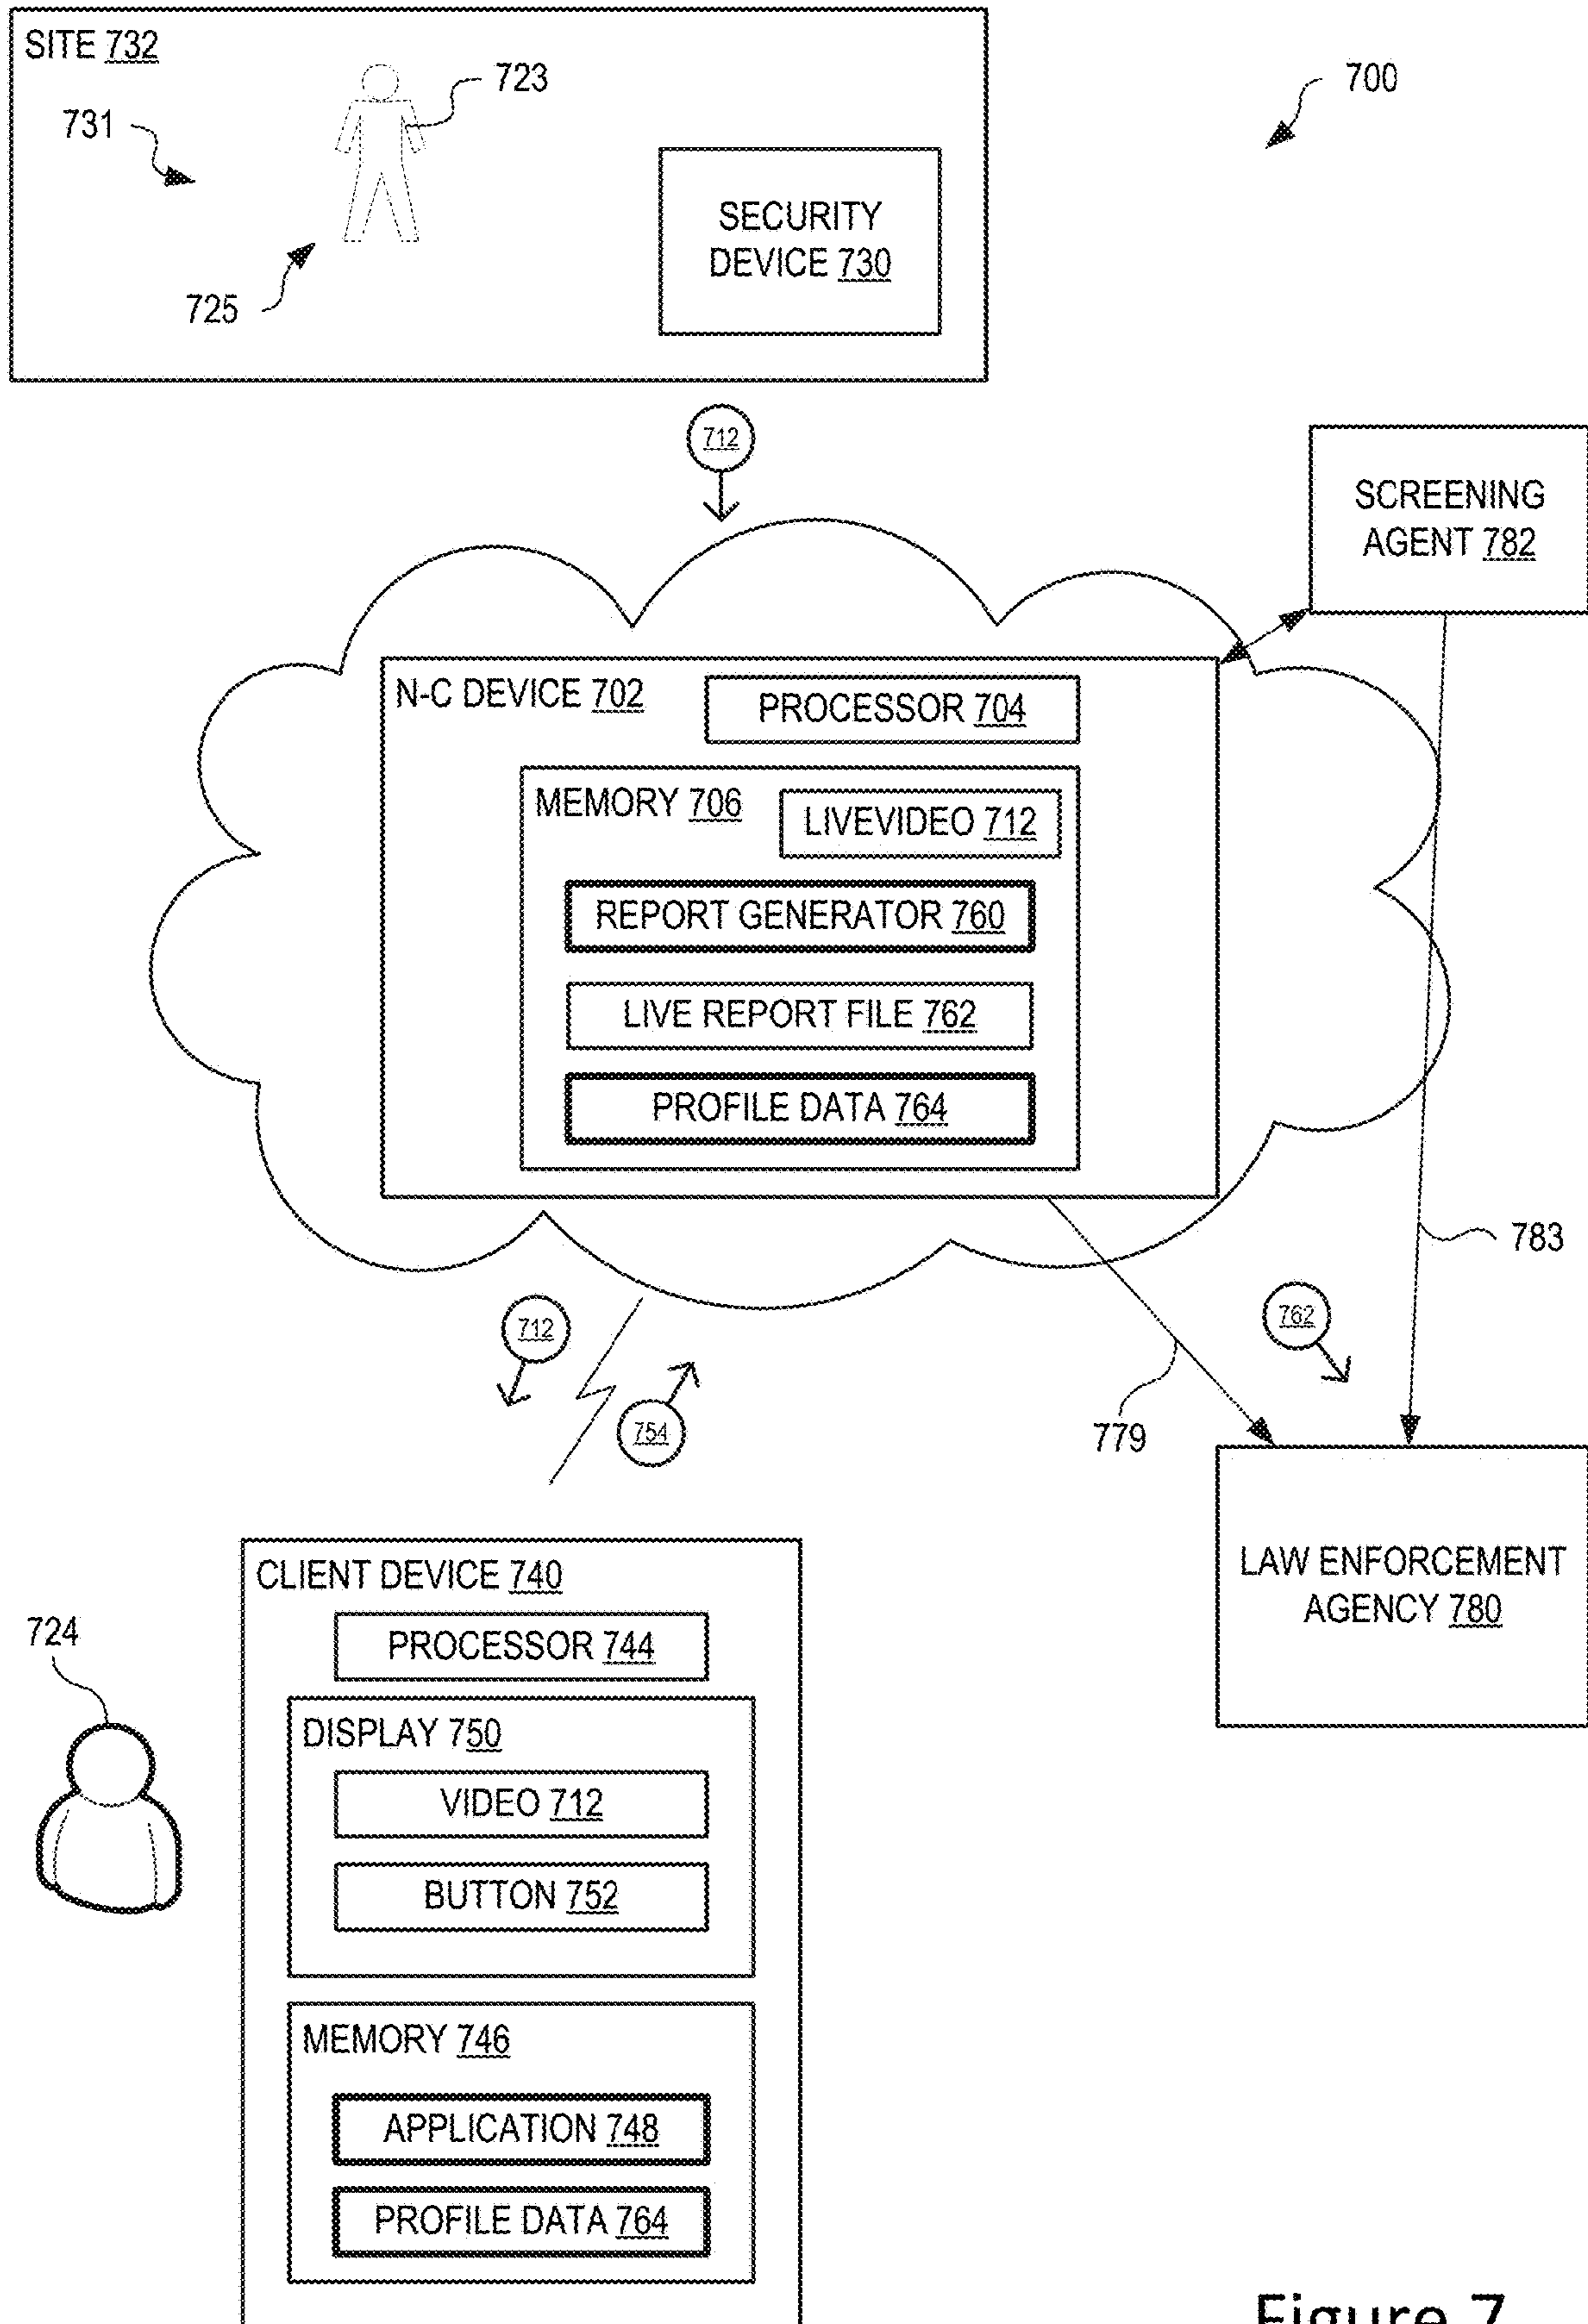 SITE 732
723
700
731
SECURITY
DEVICE 730
725
712
SCREENING
AGENT 782
N-C DEVICE 702
PROCESSOR 704
MEMORY 706
LIVEVIDEO 712
REPORT GENERATOR 760
LIVE REPORT FILE 762
PROFILE DATA 764
783
712
762
754
779
CLIENT DEVICE 740
LAW ENFORCEMENT
AGENCY 780
724
PROCESSOR 744
DISPLAY 750
VIDEO 712
BUTTON 752
MEMORY 746
APPLICATION 748
PROFILE DATA 764
Figure 7